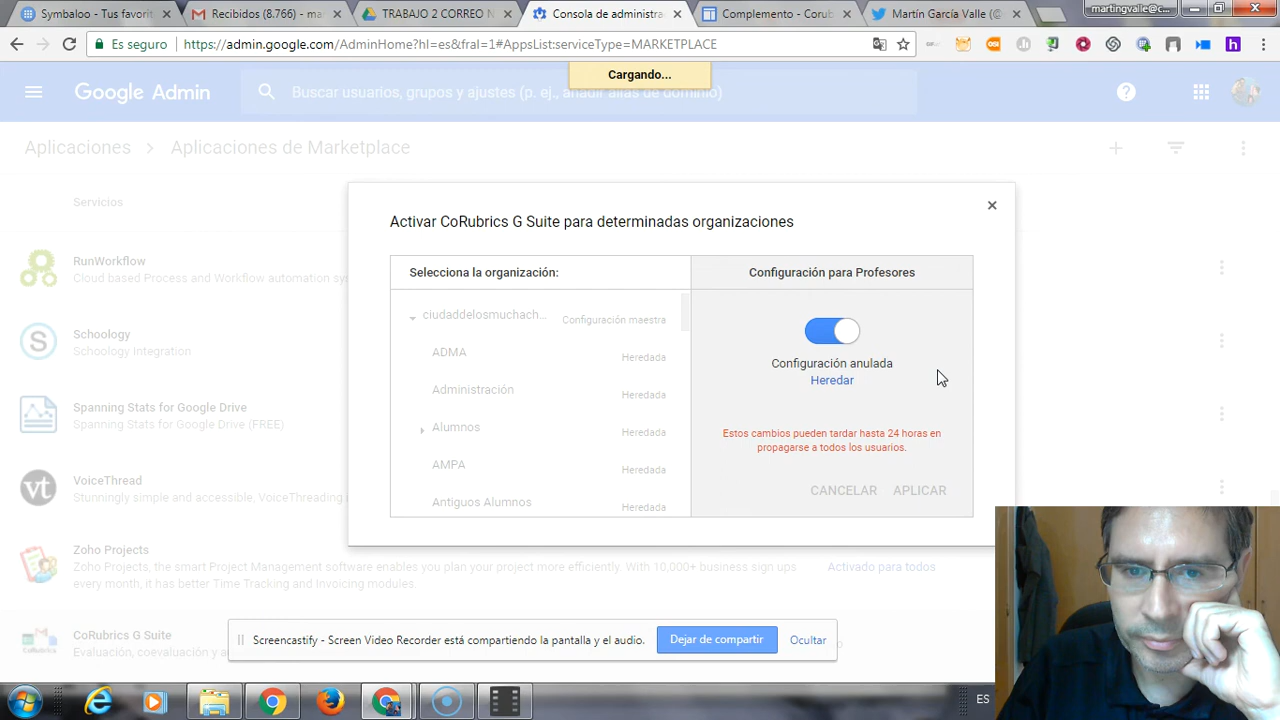 Symbaloo - Tus favorit
Recibidos (8.766) - ma
TRABAJO 2.0 CLO EO N
Consola de administra
Complemento - Corub
Martín García Valle (@
martingvalle@c...
Es seguro
https://admin.google.com/AdminHome?hl=es&fral=1#AppsList:serviceType=MARKETPLACE
Cargando...
Google Admin
Buscar usuarios, grupos y ajustes (p. ej., añadir alias de dominio)
Aplicaciones > Aplicaciones de Marketplace
Servicios
RunWorkflow
Cloud based Process and Workflow automation sy
Schoology
Schoology integration
Spanning Stats for Google Drive
Spanning Stats for Google Drive (FREE)
VoiceThread
Stunningly simple and accessible, VoiceThreading
Zoho Projects
Zoho Projects, the smart Project Management software enables you plan your project more efficiently. With 10,000+ business sign ups
every month, it has better Time Tracking and Invoicing modules.
Activado para todos
CoRubrics G Suite
Evaluación, coevaluación y a
Activar CoRubrics G Suite para determinadas organizaciones
Selecciona la organización:
ciudaddelosmuchach...
Configuración maestra
ADMA
Heredada
Administración
Heredada
Alumnos
Heredada
AMPA
Heredada
Antiguos Alumnos
Heredada
Configuración para Profesores
Configuración anulada
Heredar
Estos cambios pueden tardar hasta 24 horas en
propagarse a todos los usuarios.
CANCELAR APLICAR
Screencastify - Screen Video Recorder está compartiendo la pantalla y el audio.
Dejar de compartir
Ocultar
ES